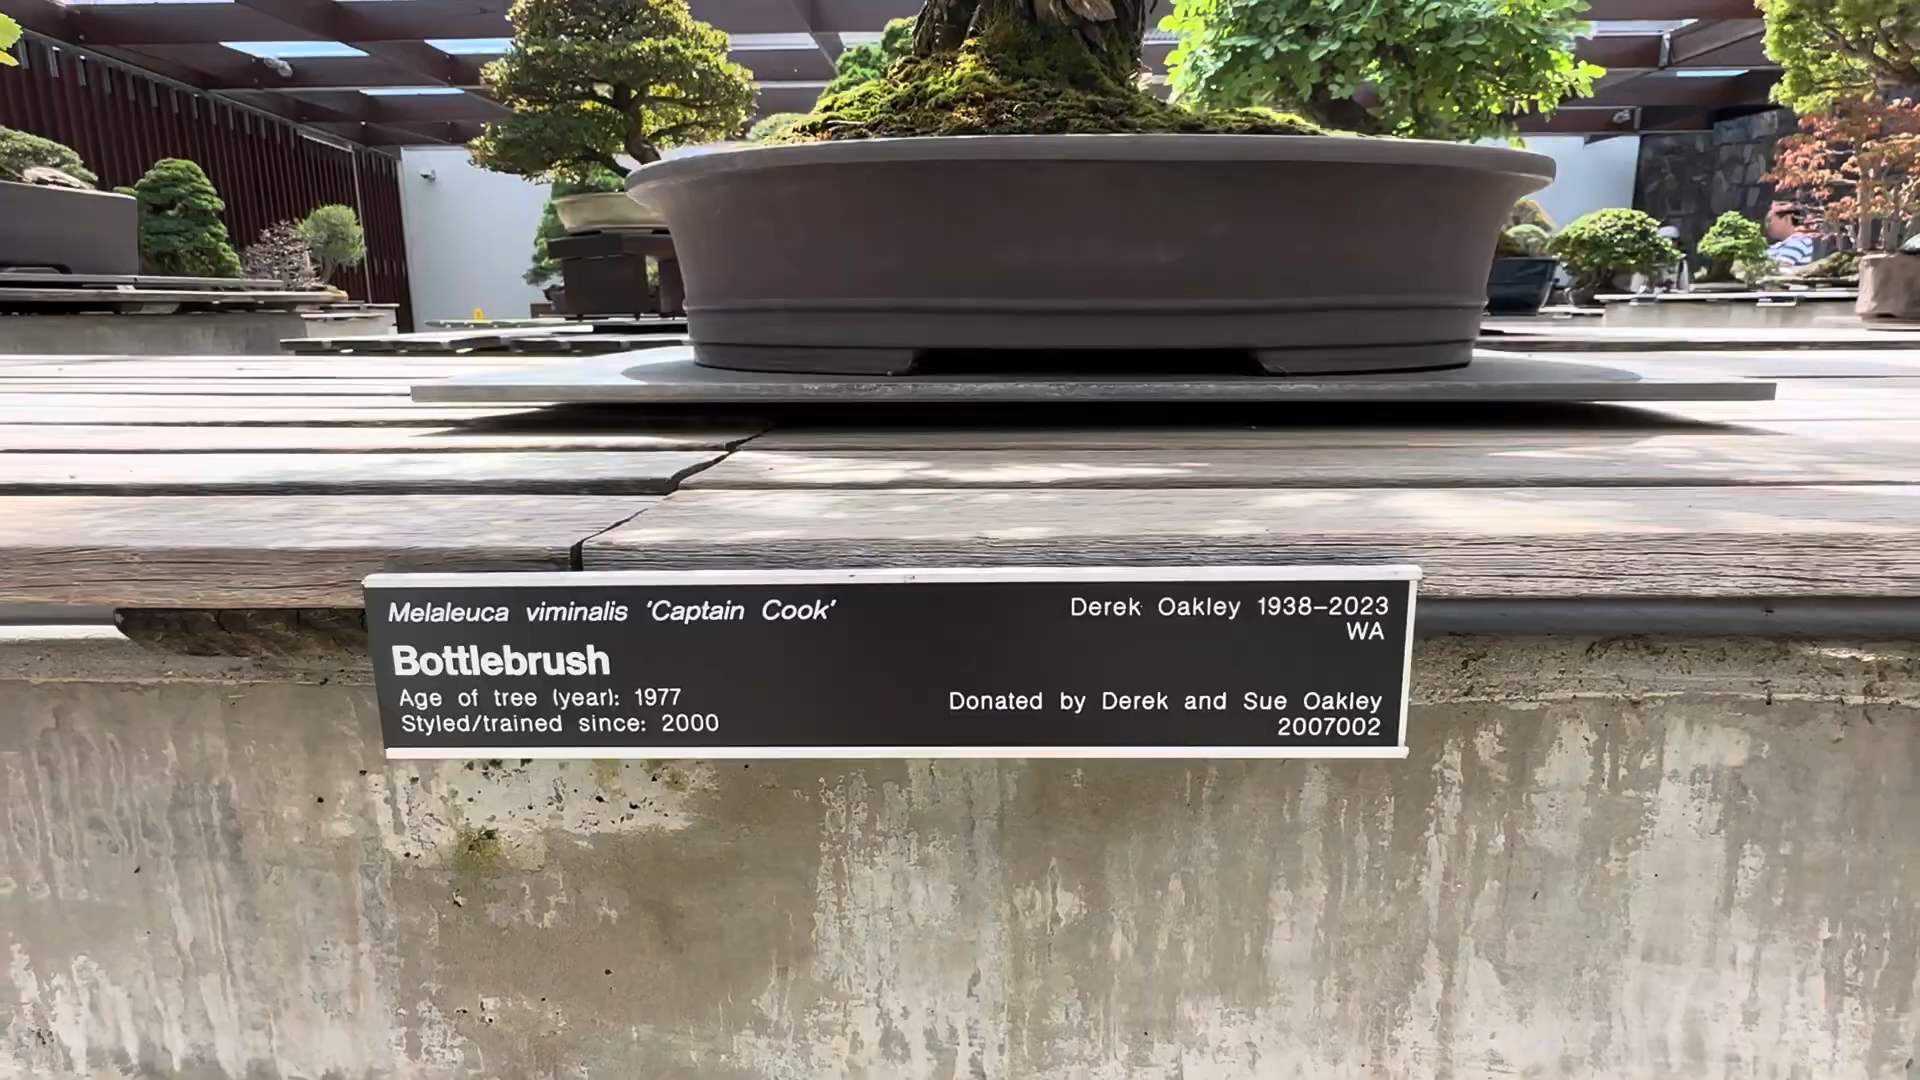 Melaleuca viminalis 'Captain Cook'
Bottlebrush
Age of tree (year): 1977
Styled/trained since: 2000
Derek Oakley 1938–2023
WA
Donated by Derek and Sue Oakley
2007002